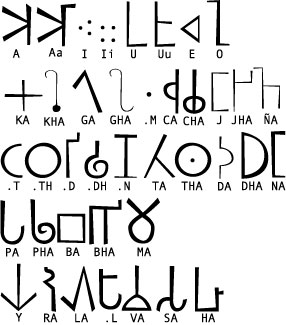 𑀅 𑀆 𑀇 𑀈 𑀉 𑀊 𑀏 𑀑
A Aa I Ii U Uu E O
𑀓 𑀔 𑀕 𑀖 𑀁 𑀘 𑀙 𑀚 𑀛 𑀜
KA KHA GA GHA .M CA CHA J JHA ÑA
𑀝 𑀞 𑀟 𑀠 𑀡 𑀢 𑀣 𑀤 𑀥 𑀦
.T .TH .D .DH .N TA THA DA DHA NA
𑀧 𑀨 𑀩 𑀪 𑀫
PA PHA BA BHA MA
𑀬 𑀭 𑀮 𑀴 𑀯 𑀲 𑀳
Y RA LA .L VA SA HA